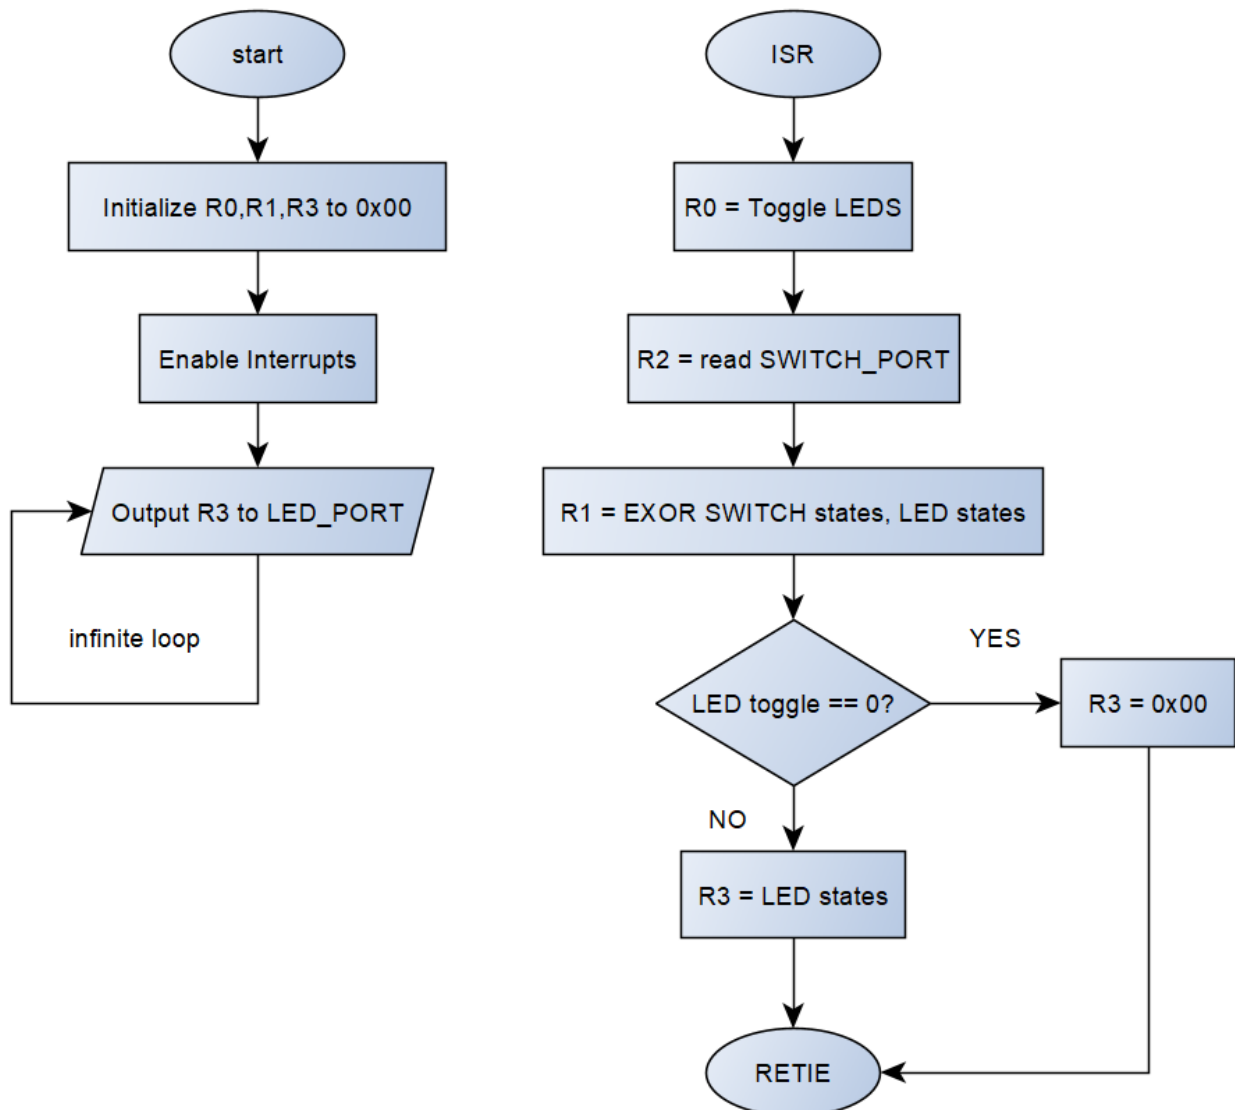 start
Initialize R0,R1,R3 to 0x00
Enable Interrupts
Output R3 to LED_PORT
infinite loop
ISR
R0 = Toggle LEDS
R2 = read SWITCH_PORT
R1 = EXOR SWITCH states, LED states
LED toggle == 0?
YES
R3 = 0x00
NO
R3 = LED states
RETIE